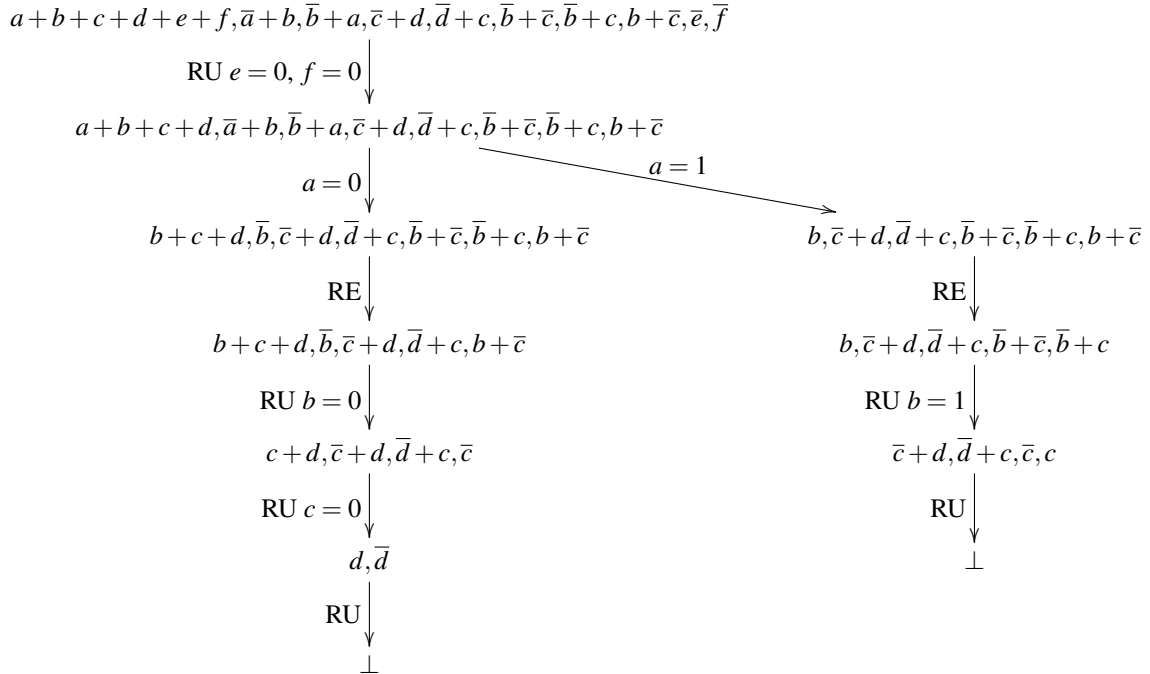 a+b+c+d+e+f,a̅+b,b̅+a,c̅+d,d̅+c,b̅+c̅,b̅+c,b+c̅,e̅,f̅
RU e=0, f=0
a+b+c+d,a̅+b,b̅+a,c̅+d,d̅+c,b̅+c̅,b̅+c,b+c̅
a=0
a=1
b+c+d,b̅,c̅+d,d̅+c,b̅+c̅,b̅+c,b+c̅
b,c̅+d,d̅+c,b̅+c̅,b̅+c,b+c̅
RE
RE
b+c+d,b̅,c̅+d,d̅+c,b+c̅
b,c̅+d,d̅+c,b̅+c̅,b̅+c
RU b=0
RU b=1
c+d,c̅+d,d̅+c,c̅
c̅+d,d̅+c,c̅,c
RU c=0
RU
d,d̅
⊥
RU
⊥